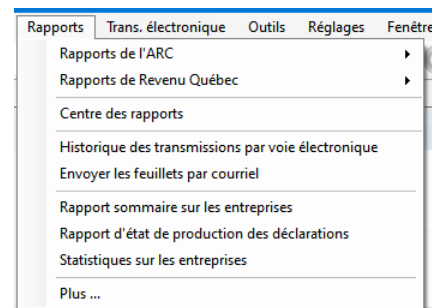 Rapports Trans. électronique Outils Réglages Fenêtre
Rapports de l'ARC
Rapports de Revenu Québec
Centre des rapports
Historique des transmissions par voie électronique
Envoyer les feuillets par courriel
Rapport sommaire sur les entreprises
Rapport d'état de production des déclarations
Statistiques sur les entreprises
Plus ...